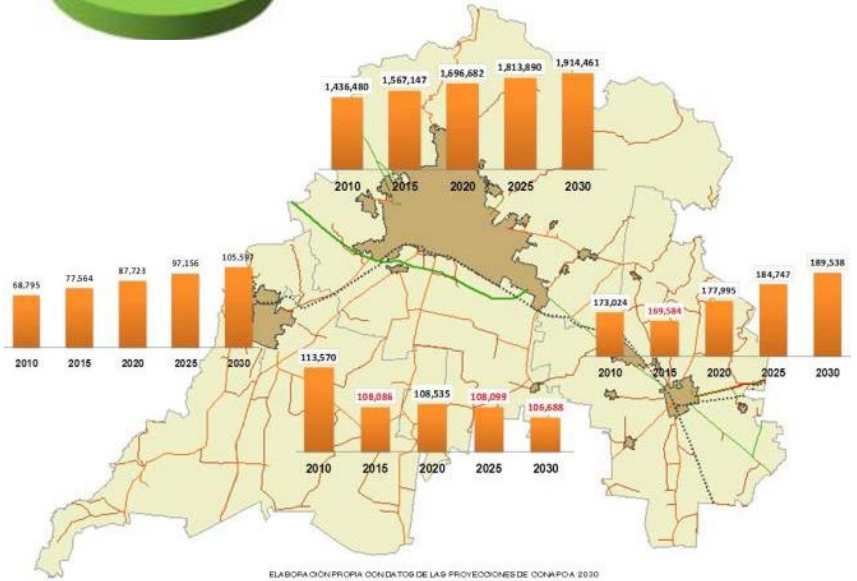 1,436,480 1,567,147 1,696,682 1,813,890 1,914,461
2010 2015 2020 2025 2030
68,795 77,564 87,723 97,156 105,597
2010 2015 2020 2025 2030
173,024 169,584 177,995 184,747 189,538
2010 2015 2020 2025 2030
113,570 108,086 108,535 108,099 106,688
2010 2015 2020 2025 2030
ELABORACIÓN PROPIA CON DATOS DE LAS PROYECCIONES DE CONAPO A 2030